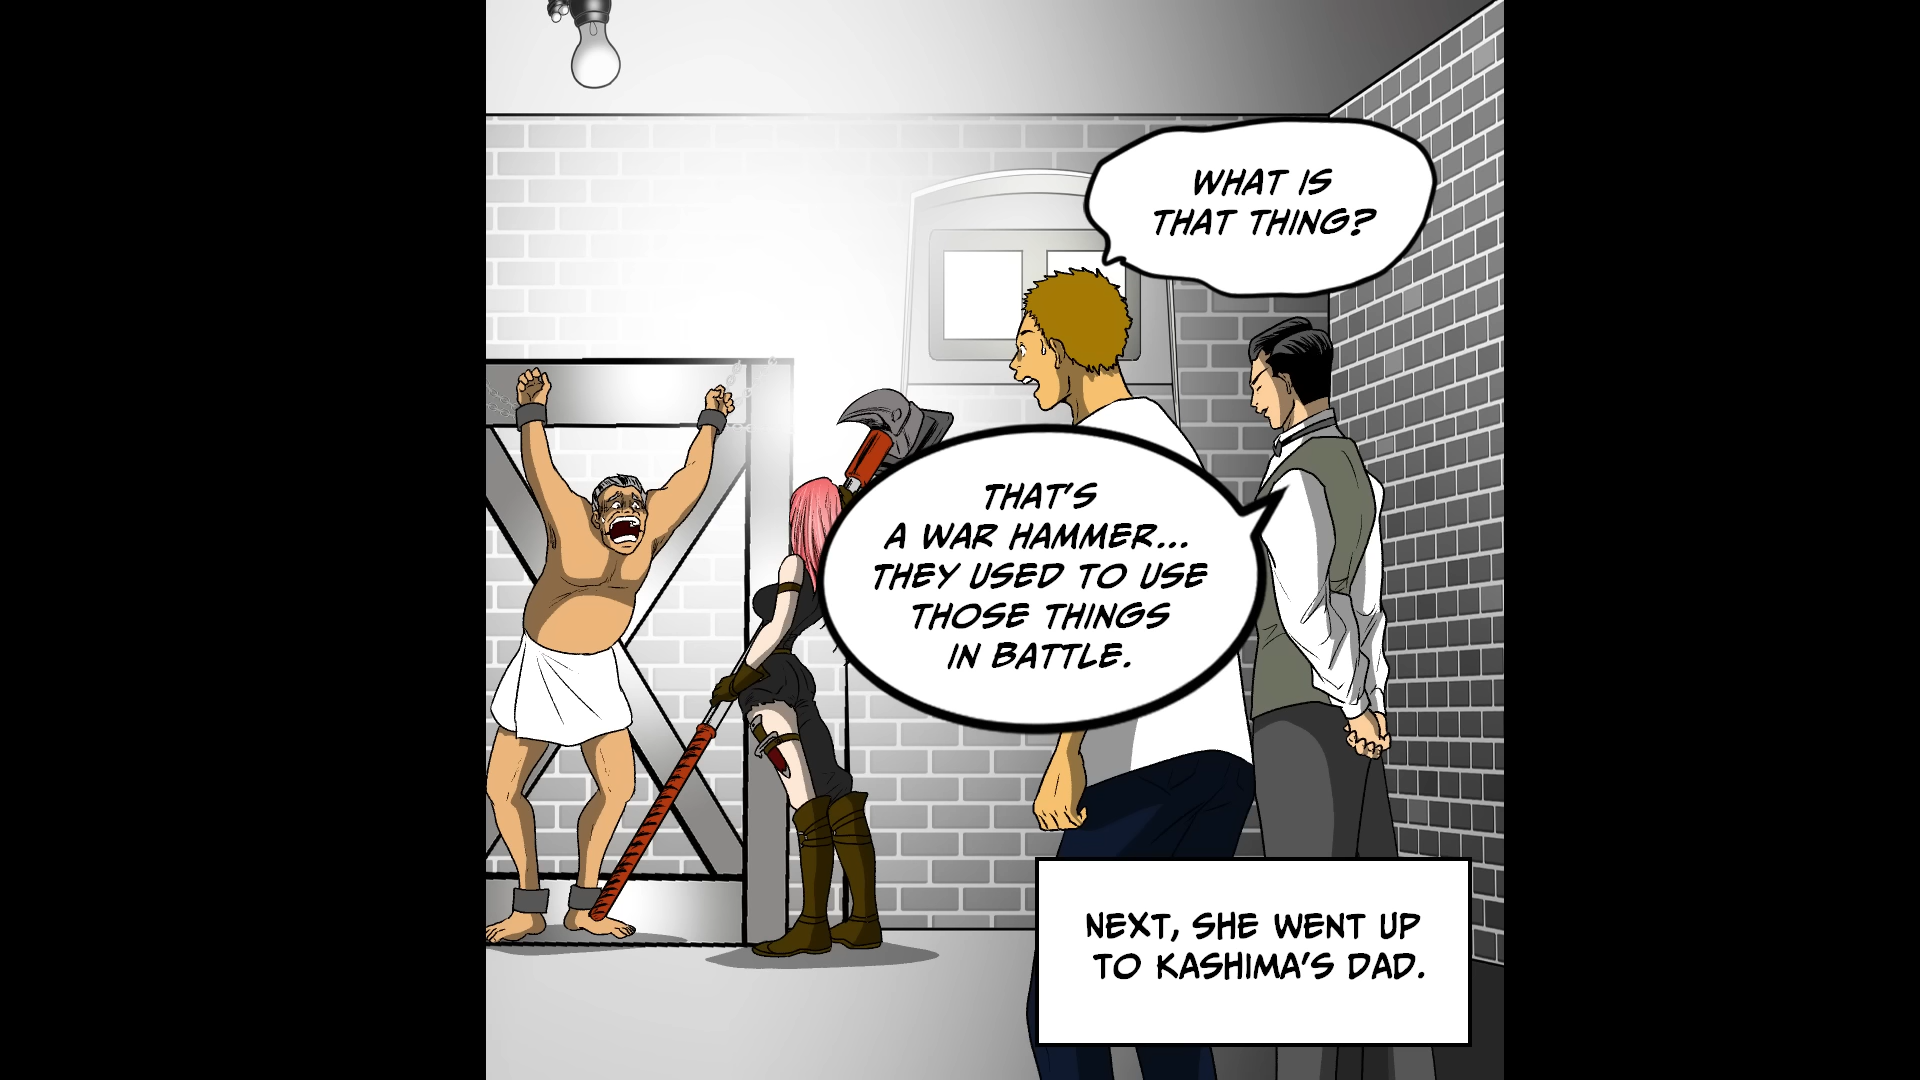 WHAT IS
THAT THING?
THAT'S
A WAR HAMMER...
THEY USED TO USE
THOSE THINGS
IN BATTLE.
NEXT, SHE WENT UP
TO KASHIMA'S DAD.